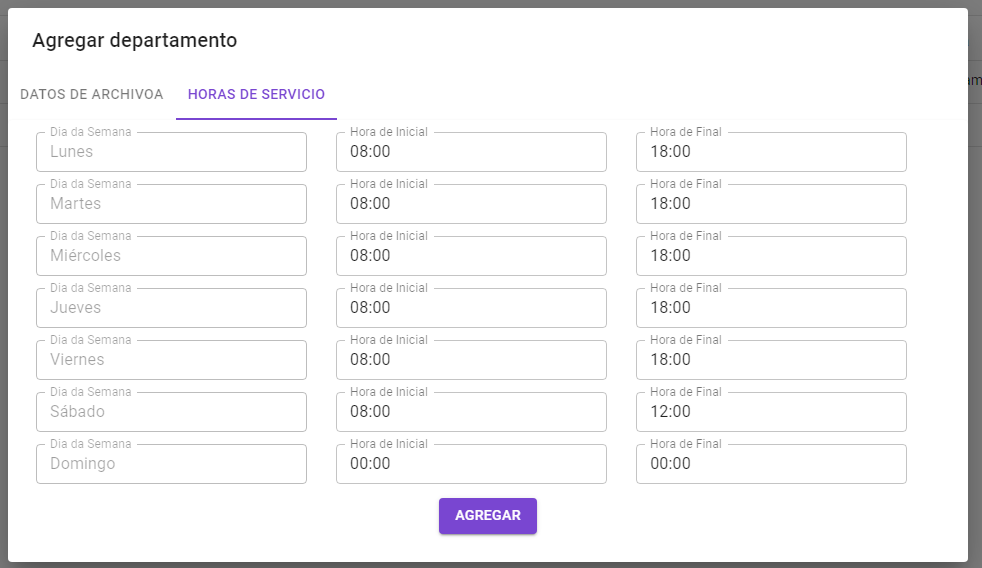 Agregar departamento
DATOS DE ARCHIVOA HORAS DE SERVICIO
Dia da Semana Hora de Inicial Hora de Final
Lunes 08:00 18:00
Dia da Semana Hora de Inicial Hora de Final
Martes 08:00 18:00
Dia da Semana Hora de Inicial Hora de Final
Miércoles 08:00 18:00
Dia da Semana Hora de Inicial Hora de Final
Jueves 08:00 18:00
Dia da Semana Hora de Inicial Hora de Final
Viernes 08:00 18:00
Dia da Semana Hora de Inicial Hora de Final
Sábado 08:00 12:00
Dia da Semana Hora de Inicial Hora de Final
Domingo 00:00 00:00
AGREGAR